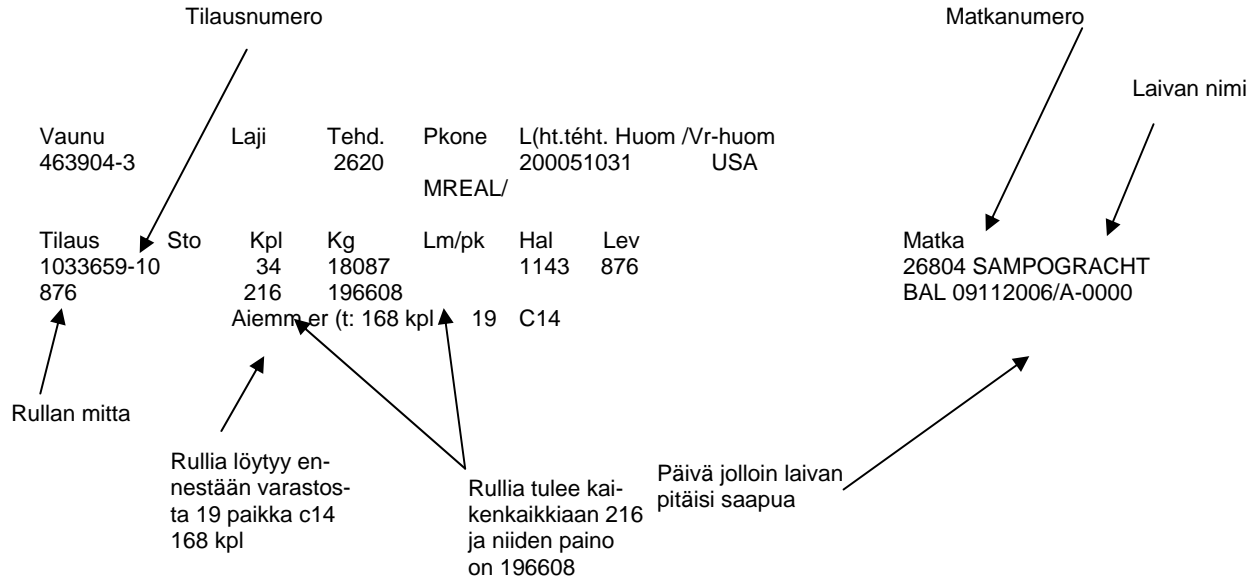 Tilausnumero
Matkanumero
Laivan nimi
Vaunu Laji Tehd. Pkone L(ht.téht. Huom /Vr-huom
463904-3 2620 200051031 USA
MREAL/
Tilaus Sto Kpl Kg Lm/pk Hal Lev Matka
1033659-10 34 18087 1143 876 26804 SAMPOGRACHT
876 216 196608 BAL 09112006/A-0000
Aiemm er (t: 168 kpl 19 C14
Rullan mitta
Rullia löytyy en-
nestään varastos-
ta 19 paikka c14
168 kpl
Rullia tulee kai-
kenkaikkiaan 216
ja niiden paino
on 196608
Päivä jolloin laivan
pitäisi saapua